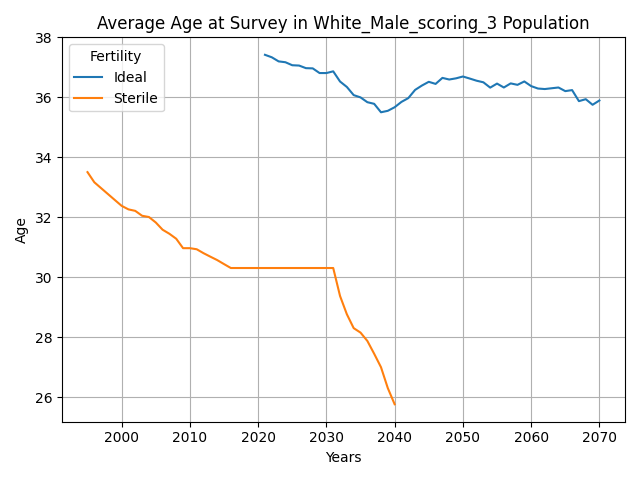 Average Age at Survey in White_Male_scoring_3 Population
Fertility
Ideal
Sterile
Age
38
36
34
32
30
28
26
2000 2010 2020 2030 2040 2050 2060 2070
Years